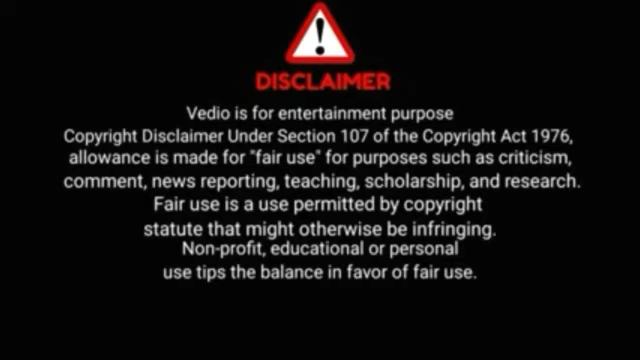 !
DISCLAIMER
Vedio is for entertainment purpose
Copyright Disclaimer Under Section 107 of the Copyright Act 1976,
allowance is made for "fair use" for purposes such as criticism,
comment, news reporting, teaching, scholarship, and research.
Fair use is a use permitted by copyright
statute that might otherwise be infringing.
Non-profit, educational or personal
use tips the balance in favor of fair use.